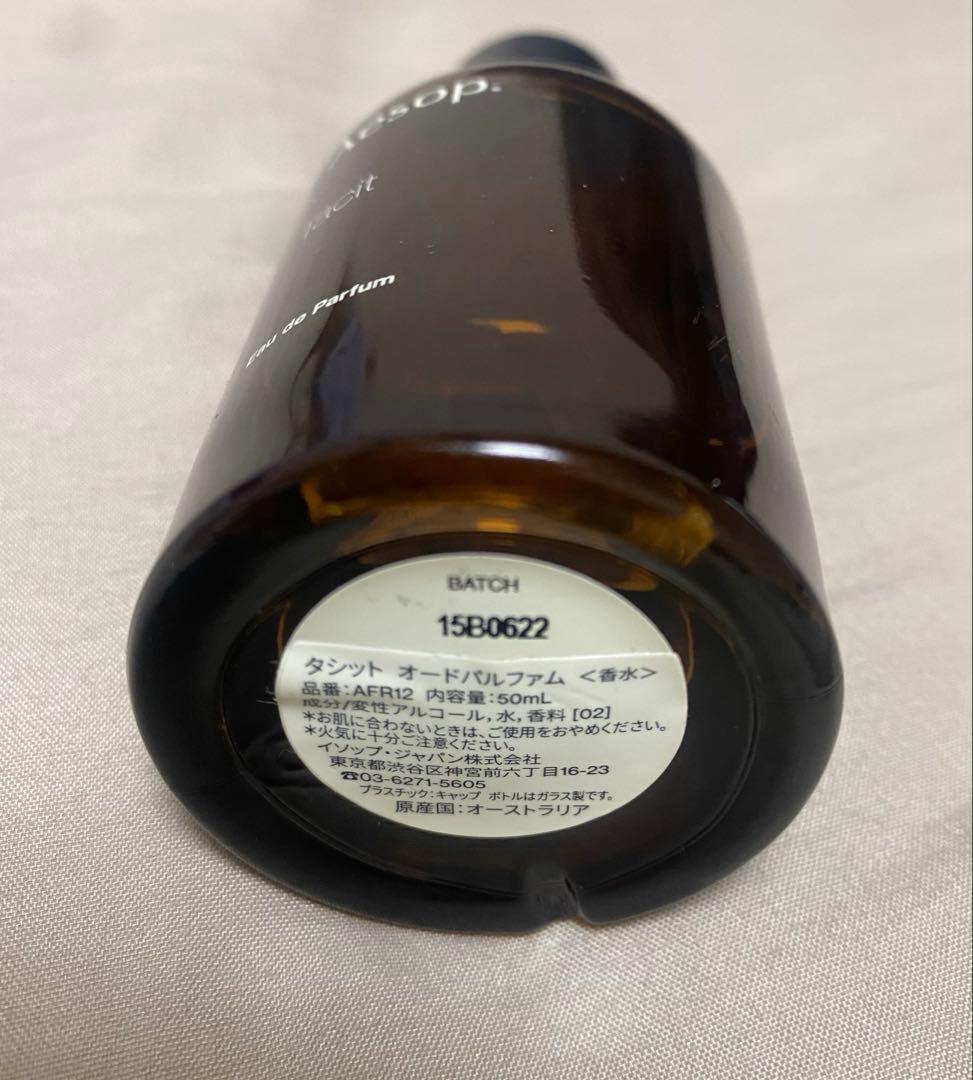 Aesop.
Tacit
Eau de Parfum
BATCH
15B0622
タシット オードパルファム <香水>
品番:AFR12 内容量:50mL
成分/変性アルコール,水,香料 [02]
*お肌に合わないときは、ご使用をおやめください。
*火気に十分ご注意ください。
イソップ・ジャパン株式会社
東京都渋谷区神宮前六丁目16-23
☎03-6271-5605
プラスチック:キャップ ボトルはガラス製です。
原産国:オーストラリア